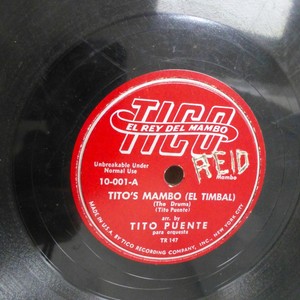 TICO
EL REY DEL MAMBO
Unbreakable Under
Normal Use
REID
Mambo
10-001-A
TITO'S MAMBO (EL TIMBAL)
(The Drums)
(Tito Puente)
arr. by
TITO PUENTE
para orquesta
TR 147
MADE IN U.S.A. BY TICO RECORDING COMPANY, INC., NEW YORK CITY